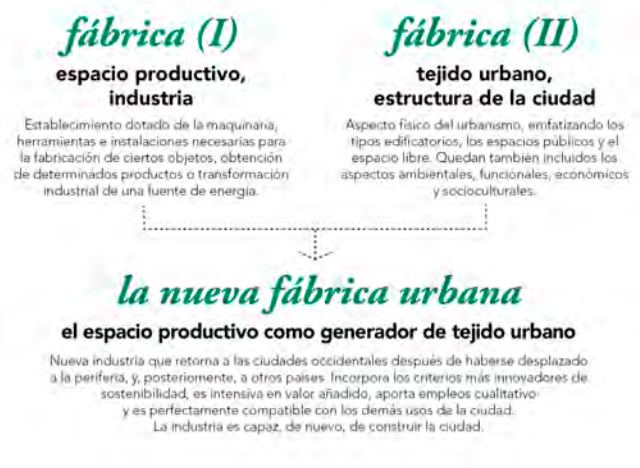 fábrica (I)
espacio productivo,
industria
Establecimiento dotado de la maquinaria,
herramientas e instalaciones necesarias para
la fabricación de ciertos objetos, obtención
de determinados productos o transformación
industrial de una fuente de energía.
fábrica (II)
tejido urbano,
estructura de la ciudad
Aspecto físico del urbanismo, emfatizando los
tipos edificatorios, los espacios públicos y el
espacio libre. Quedan también incluidos los
aspectos ambientales, funcionales, económicos
y socioculturales.
la nueva fábrica urbana
el espacio productivo como generador de tejido urbano
Nueva industria que retorna a las ciudades occidentales después de haberse desplazado
a la periferia, y, posteriormente, a otros países. Incorpora los criterios más innovadores de
sostenibilidad, es intensiva en valor añadido, aporta empleos cualitativo
y es perfectamente compatible con los demás usos de la ciudad.
La industria es capaz, de nuevo, de construir la ciudad.